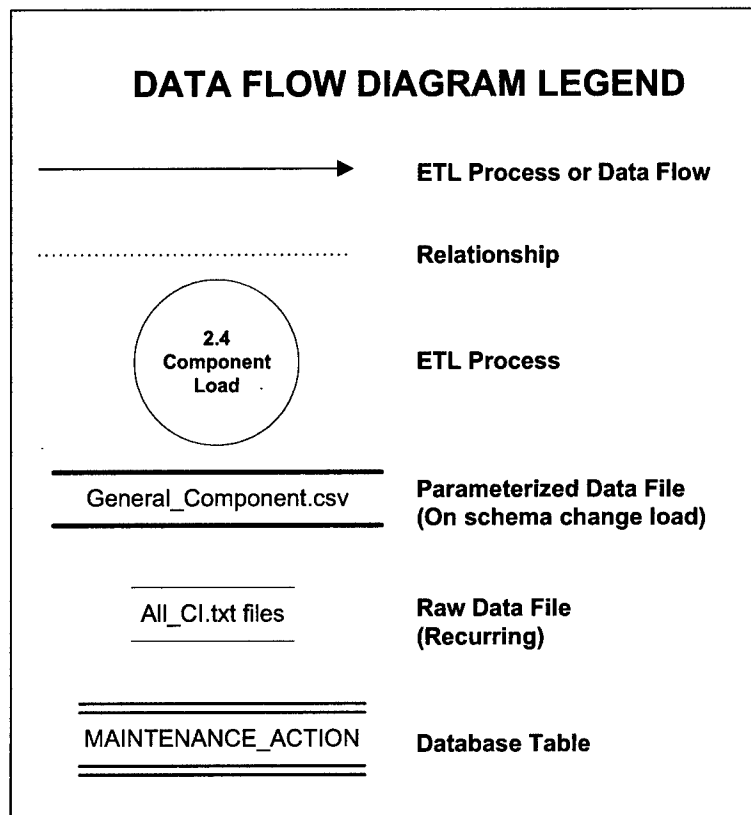 DATA FLOW DIAGRAM LEGEND
ETL Process or Data Flow
Relationship
2.4
Component
Load
ETL Process
General_Component.csv
Parameterized Data File
(On schema change load)
All_CI.txt files
Raw Data File
(Recurring)
MAINTENANCE_ACTION
Database Table